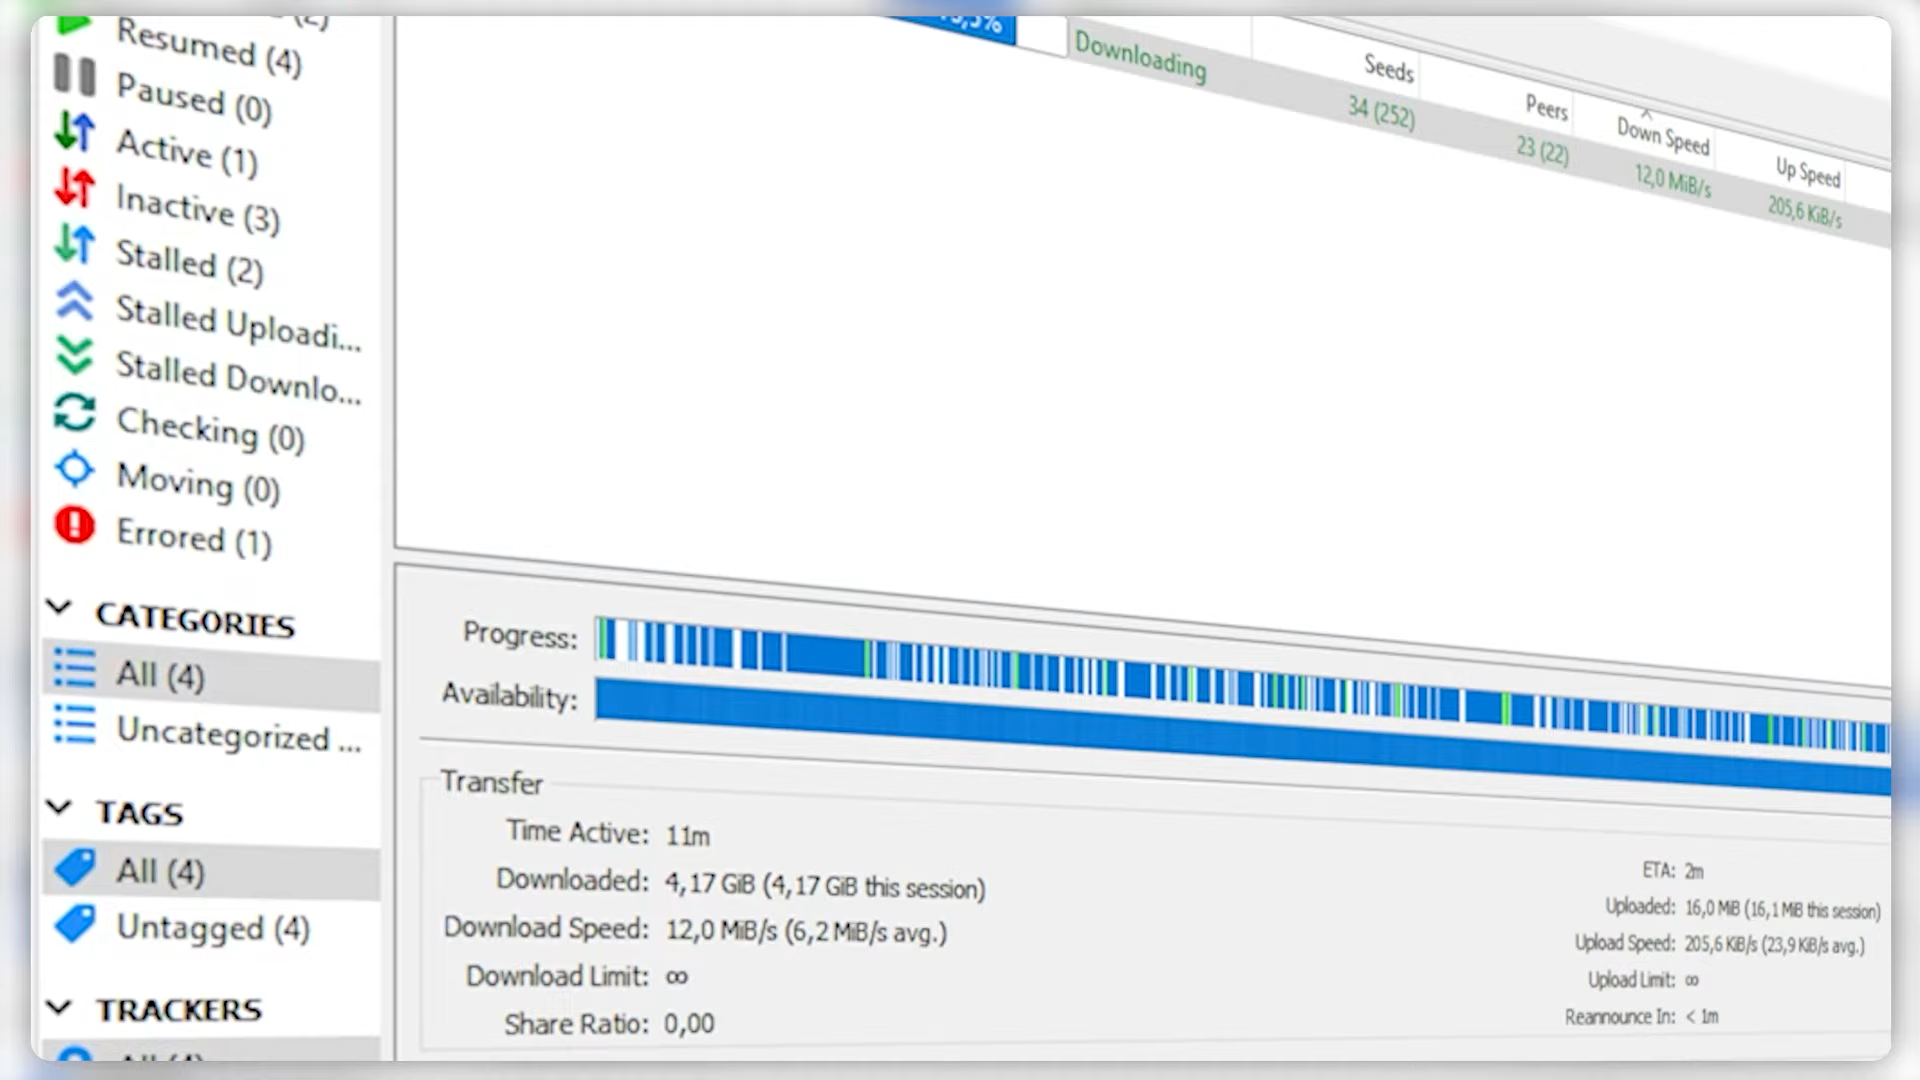 Resumed (4)
Paused (0)
Active (1)
Inactive (3)
Stalled (2)
Stalled Uploadi...
Stalled Downlo...
Checking (0)
Moving (0)
Errored (1)
CATEGORIES
All (4)
Uncategorized ...
TAGS
All (4)
Untagged (4)
TRACKERS
All (4)
Seeds
Peers
Down Speed
Up Speed
Downloading
34 (252)
23 (22)
12,0 MiB/s
205,6 KiB/s
Progress:
Availability:
Transfer
Time Active: 11m
Downloaded: 4,17 GiB (4,17 GiB this session)
Download Speed: 12,0 MiB/s (6,2 MiB/s avg.)
Download Limit: ∞
Share Ratio: 0,00
ETA: 2m
Uploaded: 16,0 MiB (16,1 MiB this session)
Upload Speed: 205,6 KiB/s (23,9 KiB/s avg.)
Upload Limit: ∞
Reannounce In: < 1m